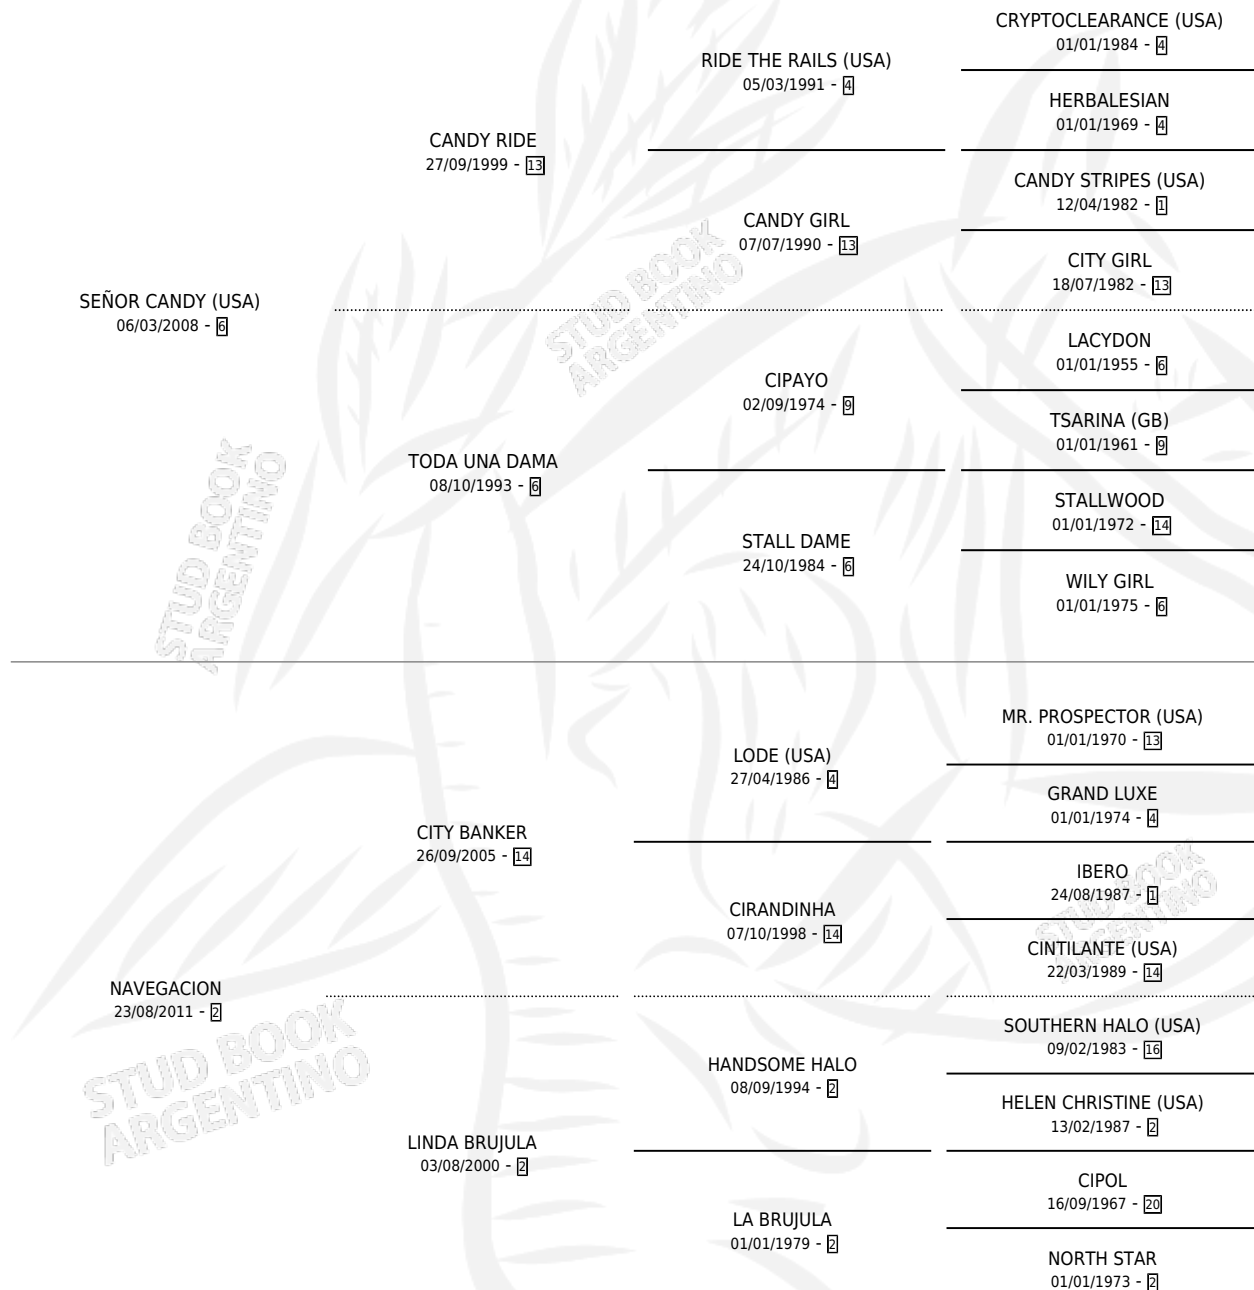 CRYPTOCLEARANCE (USA)
01/01/1984 - 4
RIDE THE RAILS (USA)
05/03/1991 - 4
HERBALESIAN
01/01/1969 - 4
CANDY RIDE
27/09/1999 - 13
CANDY STRIPES (USA)
12/04/1982 - 1
CANDY GIRL
07/07/1990 - 13
CITY GIRL
18/07/1982 - 13
SEÑOR CANDY (USA)
06/03/2008 - 6
LACYDON
01/01/1955 - 6
CIPAYO
02/09/1974 - 9
TSARINA (GB)
01/01/1961 - 9
TODA UNA DAMA
08/10/1993 - 6
STALLWOOD
01/01/1972 - 14
STALL DAME
24/10/1984 - 6
WILY GIRL
01/01/1975 - 6
MR. PROSPECTOR (USA)
01/01/1970 - 13
LODE (USA)
27/04/1986 - 4
GRAND LUXE
01/01/1974 - 4
CITY BANKER
26/09/2005 - 14
IBERO
24/08/1987 - 1
CIRANDINHA
07/10/1998 - 14
CINTILANTE (USA)
22/03/1989 - 14
NAVEGACION
23/08/2011 - 2
SOUTHERN HALO (USA)
09/02/1983 - 16
HANDSOME HALO
08/09/1994 - 2
HELEN CHRISTINE (USA)
13/02/1987 - 2
LINDA BRUJULA
03/08/2000 - 2
CIPOL
16/09/1967 - 20
LA BRUJULA
01/01/1979 - 2
NORTH STAR
01/01/1973 - 2
STUD BOOK
ARGENTINO
STUD BOOK
ARGENTINO
STUD BOOK
ARGENTINO
STUD BOOK
ARGENTINO